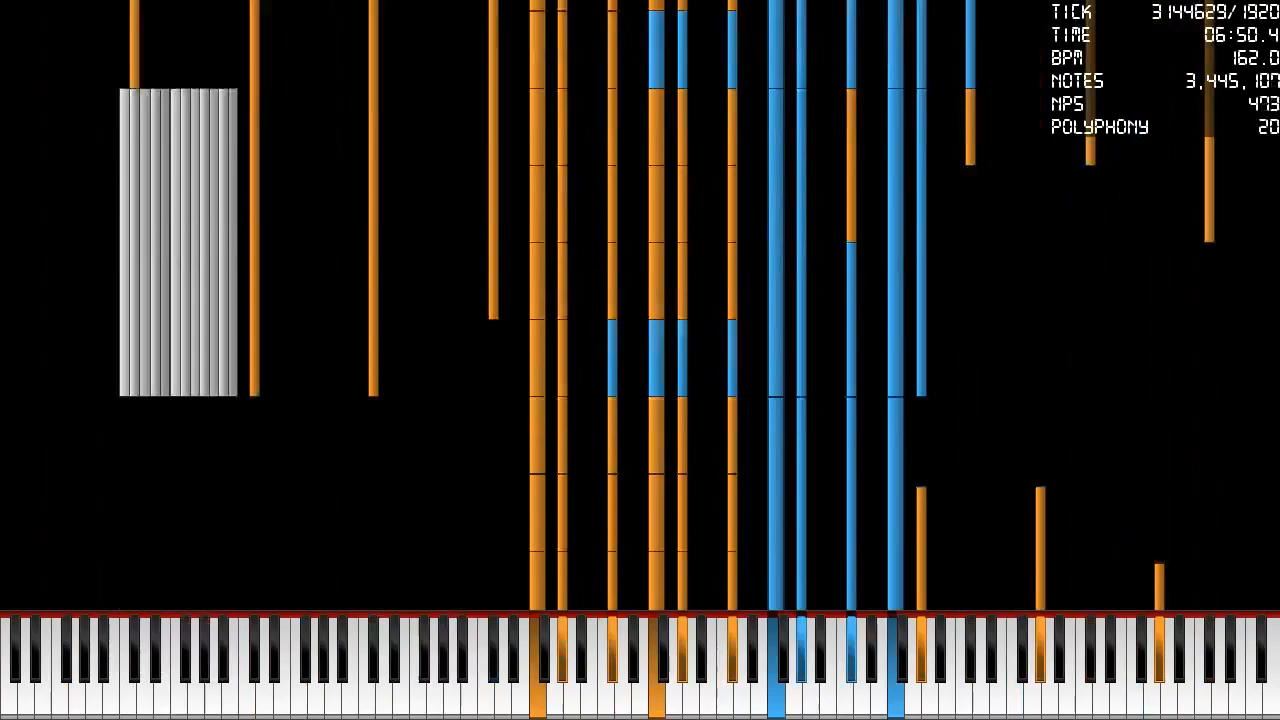 TICK 3144629/1920
TIME 06:50.4
BPM 162.0
NOTES 3,445,107
NPS 473
POLYPHONY 20